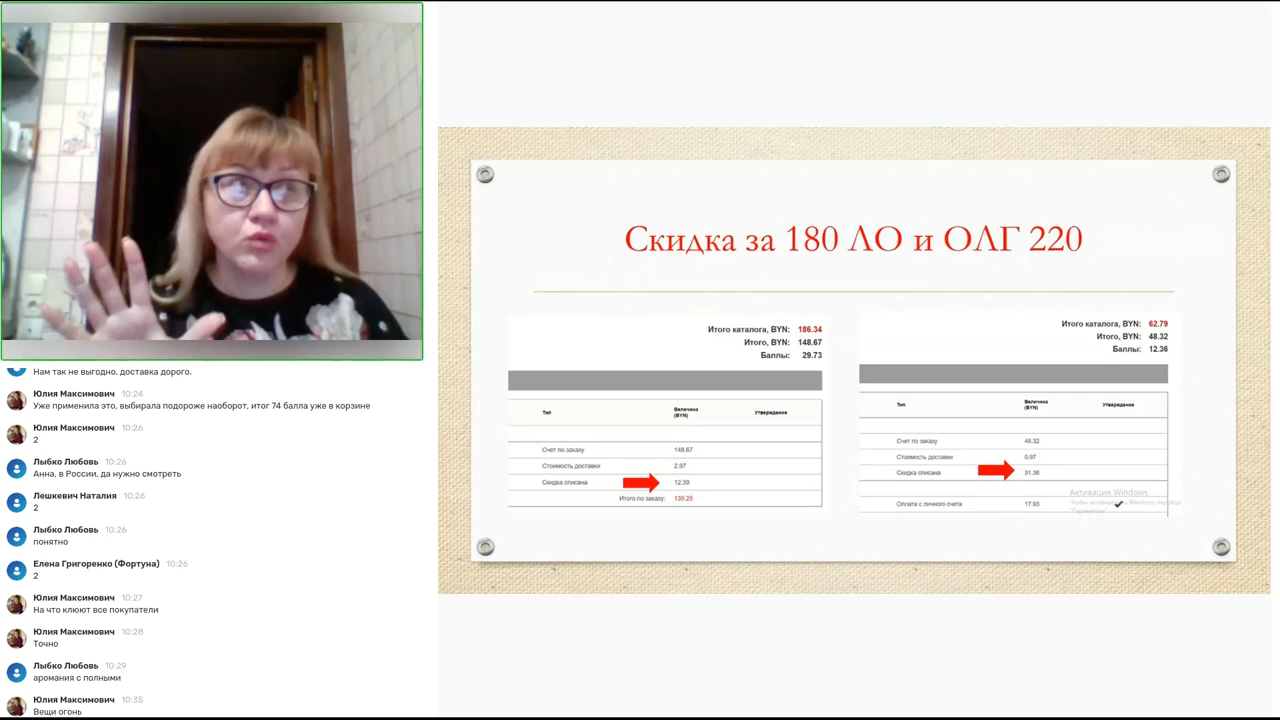 Нам так не выгодно. доставка дорого.
Юлия Максимович 10:24
Уже применила это, выбирала подороже наоборот, итог 74 балла уже в корзине
Юлия Максимович 10:26
2
Лыбко Любовь 10:26
Анна, в России, да нужно смотреть
Лешкевич Наталия 10:26
2
Лыбко Любовь 10:26
понятно
Елена Григоренко (Фортуна) 10:26
2
Юлия Максимович 10:27
На что клюют все покупатели
Юлия Максимович 10:28
Точно
Лыбко Любовь 10:29
аромания с полными
Юлия Максимович 10:35
Вещи огонь
Скидка за 180 ЛО и ОЛГ 220
Итого каталога, BYN: 186.34
Итого, BYN: 148.67
Баллы: 29.73
Тип Величина (BYN) Утверждение
Счет по заказу 148.67
Стоимость доставки 2.97
Скидка списана 12.39
Итого по заказу: 139.25
Итого каталога, BYN: 62.79
Итого, BYN: 48.32
Баллы: 12.36
Тип Величина (BYN) Утверждение
Счет по заказу 48.32
Стоимость доставки 0.97
Скидка списана 31.36
Оплата с личного счета 17.93
Активация Windows